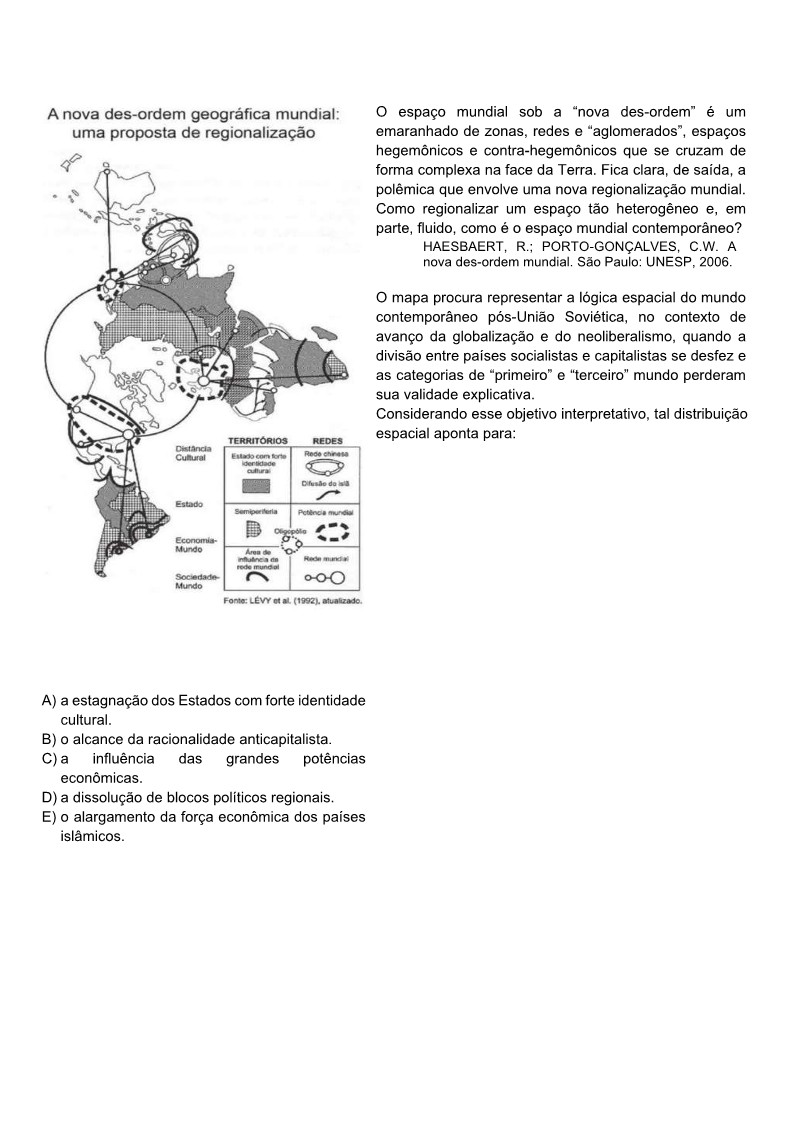 A nova des-ordem geográfica mundial:
uma proposta de regionalização
TERRITÓRIOS
REDES
Distância
Cultural
Estado com forte
identidade
cultural
Rede chinesa
Difusão do islã
Estado
Semiperiferia
Potência mundial
Oligopólio
Economia-
Mundo
Área de
influência da
rede mundial
Rede mundial
Sociedade-
Mundo
Fonte: LÉVY et al. (1992), atualizado.
O espaço mundial sob a “nova des-ordem” é um
emaranhado de zonas, redes e “aglomerados”, espaços
hegemônicos e contra-hegemônicos que se cruzam de
forma complexa na face da Terra. Fica clara, de saída, a
polêmica que envolve uma nova regionalização mundial.
Como regionalizar um espaço tão heterogêneo e, em
parte, fluido, como é o espaço mundial contemporâneo?
HAESBAERT, R.; PORTO-GONÇALVES, C.W. A
nova des-ordem mundial. São Paulo: UNESP, 2006.
O mapa procura representar a lógica espacial do mundo
contemporâneo pós-União Soviética, no contexto de
avanço da globalização e do neoliberalismo, quando a
divisão entre países socialistas e capitalistas se desfez e
as categorias de “primeiro” e “terceiro” mundo perderam
sua validade explicativa.
Considerando esse objetivo interpretativo, tal distribuição
espacial aponta para:
A) a estagnação dos Estados com forte identidade
cultural.
B) o alcance da racionalidade anticapitalista.
C) a influência das grandes potências
econômicas.
D) a dissolução de blocos políticos regionais.
E) o alargamento da força econômica dos países
islâmicos.